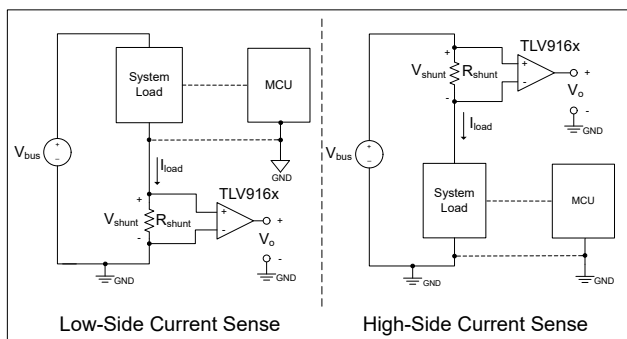 System
Load
MCU
V_bus
I_load
GND
TLV916x
+
V_shunt
R_shunt
-
+
-
+
V_o
-
GND
GND
+
-
Low-Side Current Sense
+
V_shunt
R_shunt
-
TLV916x
+
-
+
V_o
-
GND
I_load
V_bus
+
-
System
Load
MCU
GND
GND
High-Side Current Sense